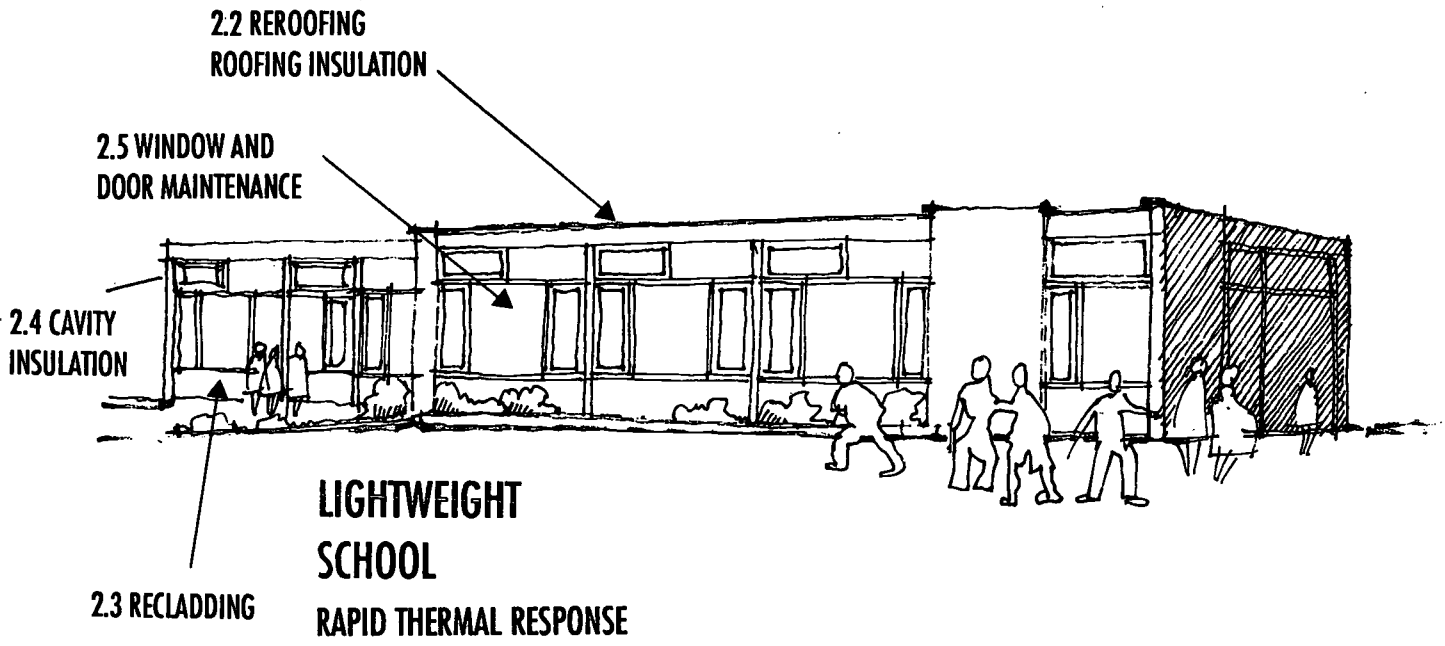 2.2 REROOFING
ROOFING INSULATION
2.5 WINDOW AND
DOOR MAINTENANCE
2.4 CAVITY
INSULATION
2.3 RECLADDING
LIGHTWEIGHT
SCHOOL
RAPID THERMAL RESPONSE